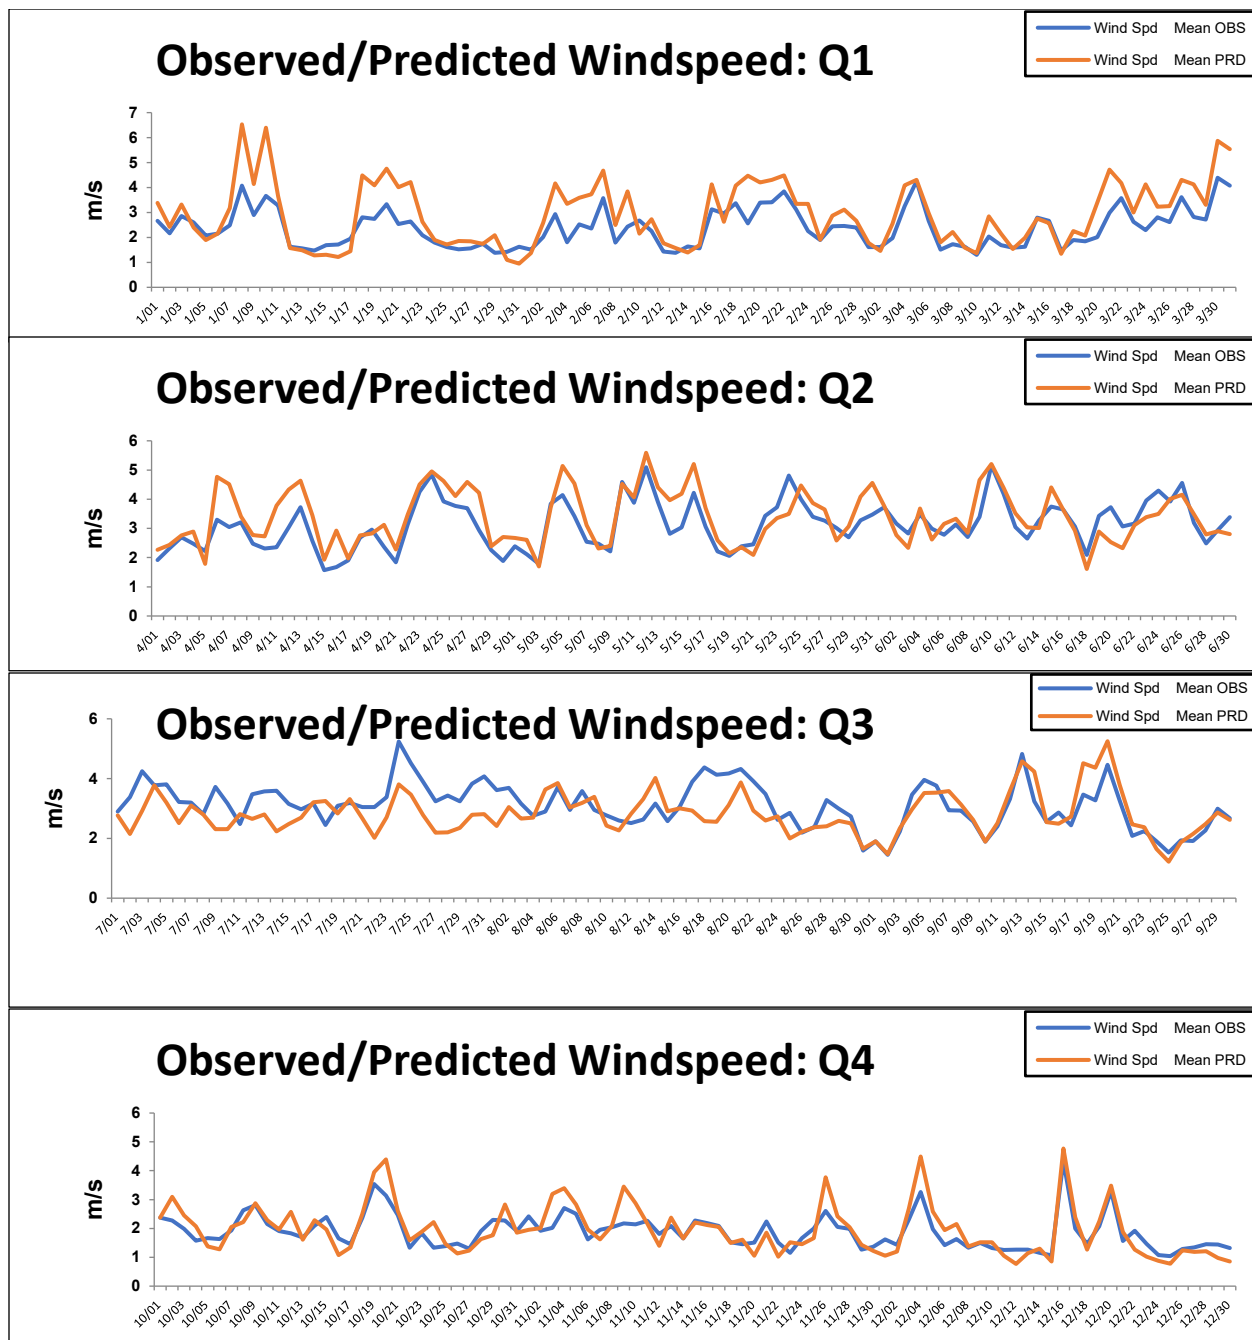 Wind Spd Mean OBS
Observed/Predicted Windspeed: Q1
Wind Spd Mean PRD
7
6
5
4
3
2
1
0
m/s
1/01 1/03 1/05 1/07 1/09 1/11 1/13 1/15 1/17 1/19 1/21 1/23 1/25 1/27 1/29 1/31 2/02 2/04 2/06 2/08 2/10 2/12 2/14 2/16 2/18 2/20 2/22 2/24 2/26 2/28 3/02 3/04 3/06 3/08 3/10 3/12 3/14 3/16 3/18 3/20 3/22 3/24 3/26 3/28 3/30
Wind Spd Mean OBS
Observed/Predicted Windspeed: Q2
Wind Spd Mean PRD
6
5
4
3
2
1
0
m/s
4/01 4/03 4/05 4/07 4/09 4/11 4/13 4/15 4/17 4/19 4/21 4/23 4/25 4/27 4/29 5/01 5/03 5/05 5/07 5/09 5/11 5/13 5/15 5/17 5/19 5/21 5/23 5/25 5/27 5/29 5/31 6/02 6/04 6/06 6/08 6/10 6/12 6/14 6/16 6/18 6/20 6/22 6/24 6/26 6/28 6/30
Wind Spd Mean OBS
Observed/Predicted Windspeed: Q3
Wind Spd Mean PRD
6
4
2
0
m/s
7/01 7/03 7/05 7/07 7/09 7/11 7/13 7/15 7/17 7/19 7/21 7/23 7/25 7/27 7/29 7/31 8/02 8/04 8/06 8/08 8/10 8/12 8/14 8/16 8/18 8/20 8/22 8/24 8/26 8/28 8/30 9/01 9/03 9/05 9/07 9/09 9/11 9/13 9/15 9/17 9/19 9/21 9/23 9/25 9/27 9/29
Wind Spd Mean OBS
Observed/Predicted Windspeed: Q4
Wind Spd Mean PRD
6
5
4
3
2
1
0
m/s
10/01 10/03 10/05 10/07 10/09 10/11 10/13 10/15 10/17 10/19 10/21 10/23 10/25 10/27 10/29 10/31 11/02 11/04 11/06 11/08 11/10 11/12 11/14 11/16 11/18 11/20 11/22 11/24 11/26 11/28 11/30 12/02 12/04 12/06 12/08 12/10 12/12 12/14 12/16 12/18 12/20 12/22 12/24 12/26 12/28 12/30